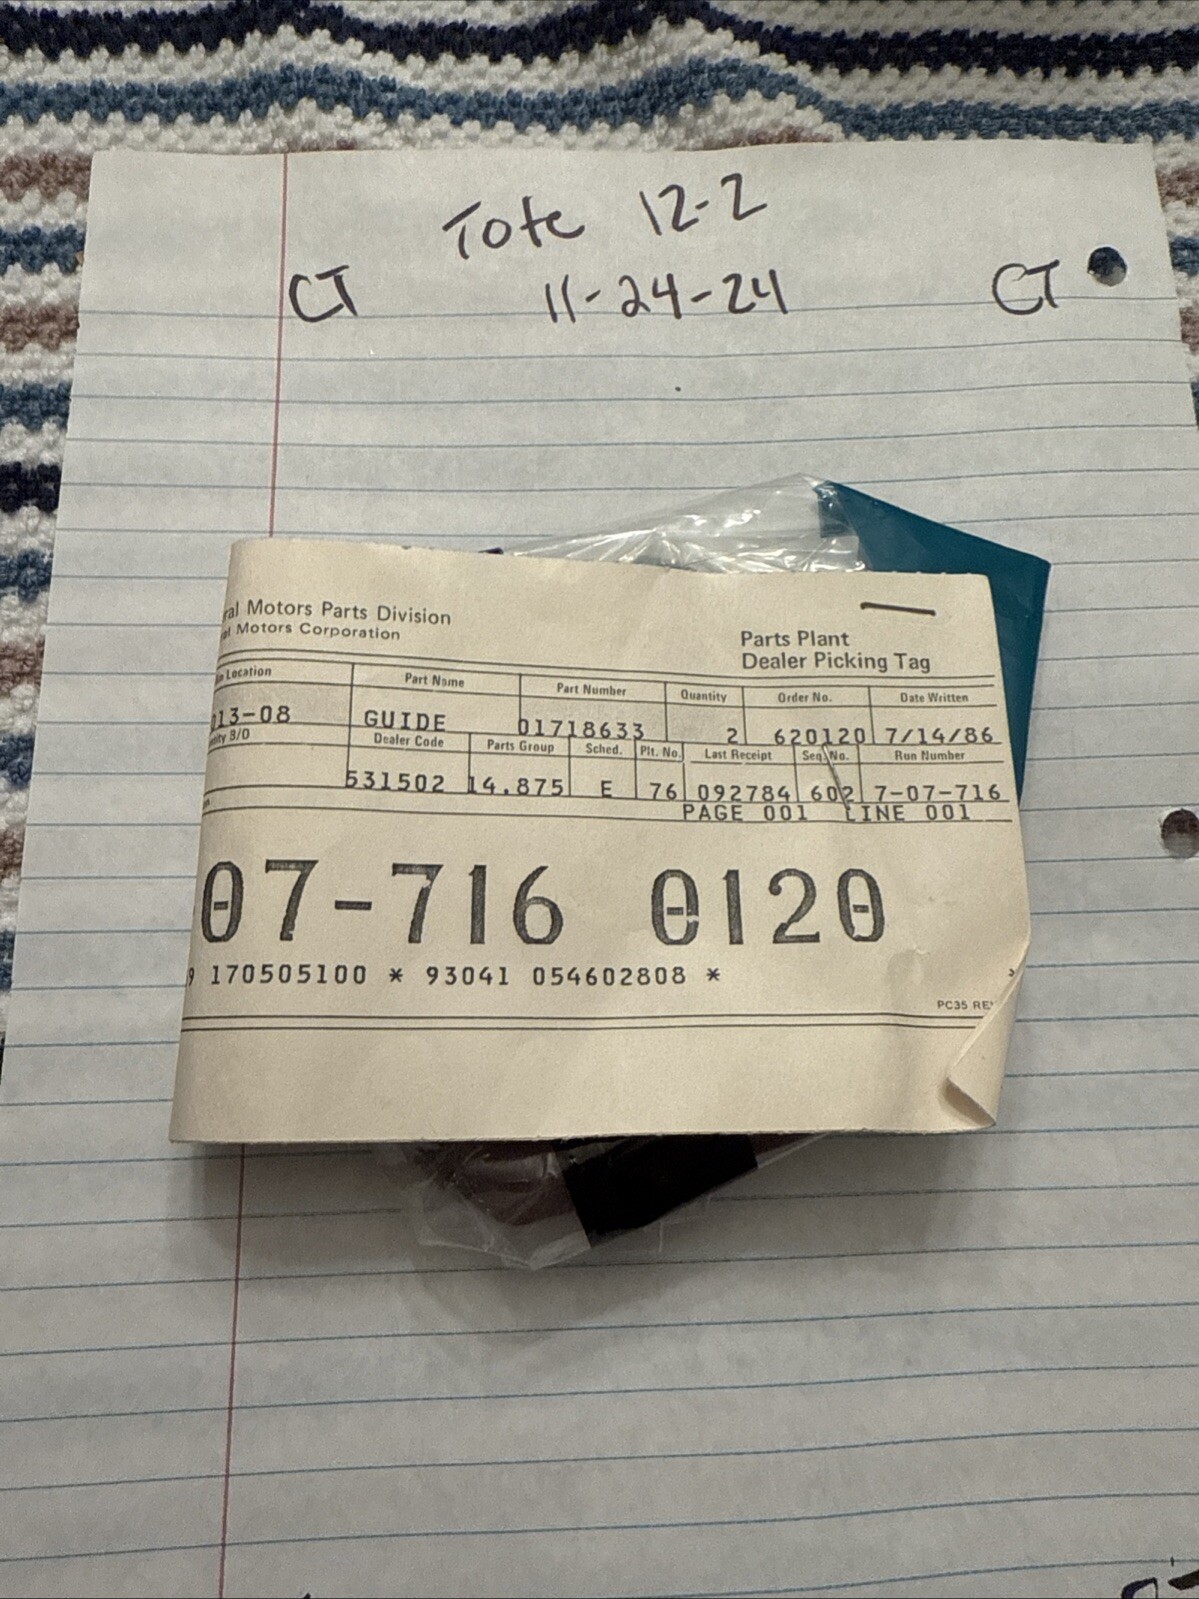 Tote 12-2
CT 11-24-24 CT
ral Motors Parts Division
al Motors Corporation
Parts Plant
Dealer Picking Tag
Location Part Name Part Number Quantity Order No. Date Written
013-08 GUIDE 01718633 2 620120 7/14/86
B/O Dealer Code Parts Group Sched. Plt. No. Last Receipt Seq. No. Run Number
531502 14.875 E 76 092784 602 7-07-716
PAGE 001 LINE 001
07-716 0120
9 170505100 * 93041 054602808 *
PC35 RE